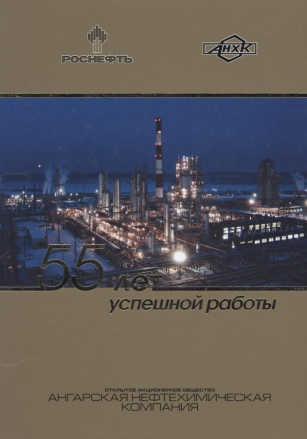 РОСНЕФТЬ
АНХК
55 лет
успешной работы
ОТКРЫТОЕ АКЦИОНЕРНОЕ ОБЩЕСТВО
АНГАРСКАЯ НЕФТЕХИМИЧЕСКАЯ
КОМПАНИЯ